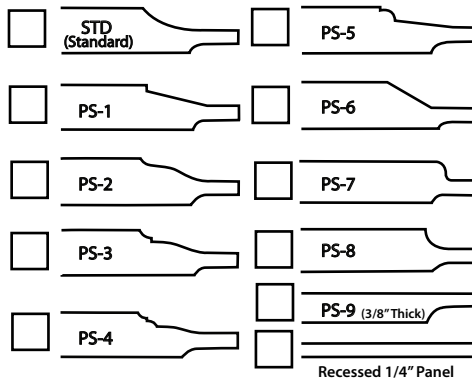 STD
(Standard)
PS-1
PS-2
PS-3
PS-4
PS-5
PS-6
PS-7
PS-8
PS-9 (3/8” Thick)
Recessed 1/4” Panel